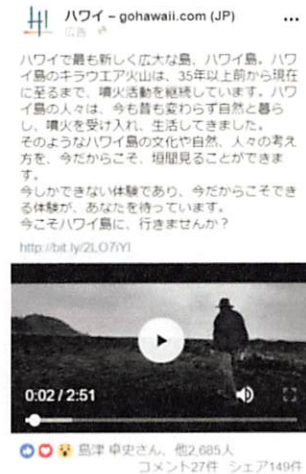 ハワイ – gohawaii.com (JP)
広告
ハワイで最も新しく広大な島、ハワイ島。ハワ
イ島のキラウエア火山は、35年以上前から現在
に至るまで、噴火活動を継続しています。ハワ
イ島の人々は、今も昔も変わらず自然と暮ら
し、噴火を受け入れ、生活してきました。
そのようなハワイ島の文化や自然、人々の考え
方を、今だからこそ、垣間見ることができま
す。
今しかできない体験であり、今だからこそでき
る体験が、あなたを待っています。
今こそハワイ島に、行きませんか？
http://bit.ly/2LO7iYl
0:02 / 2:51
島津 卓史さん、他2,685人
コメント27件 シェア149件